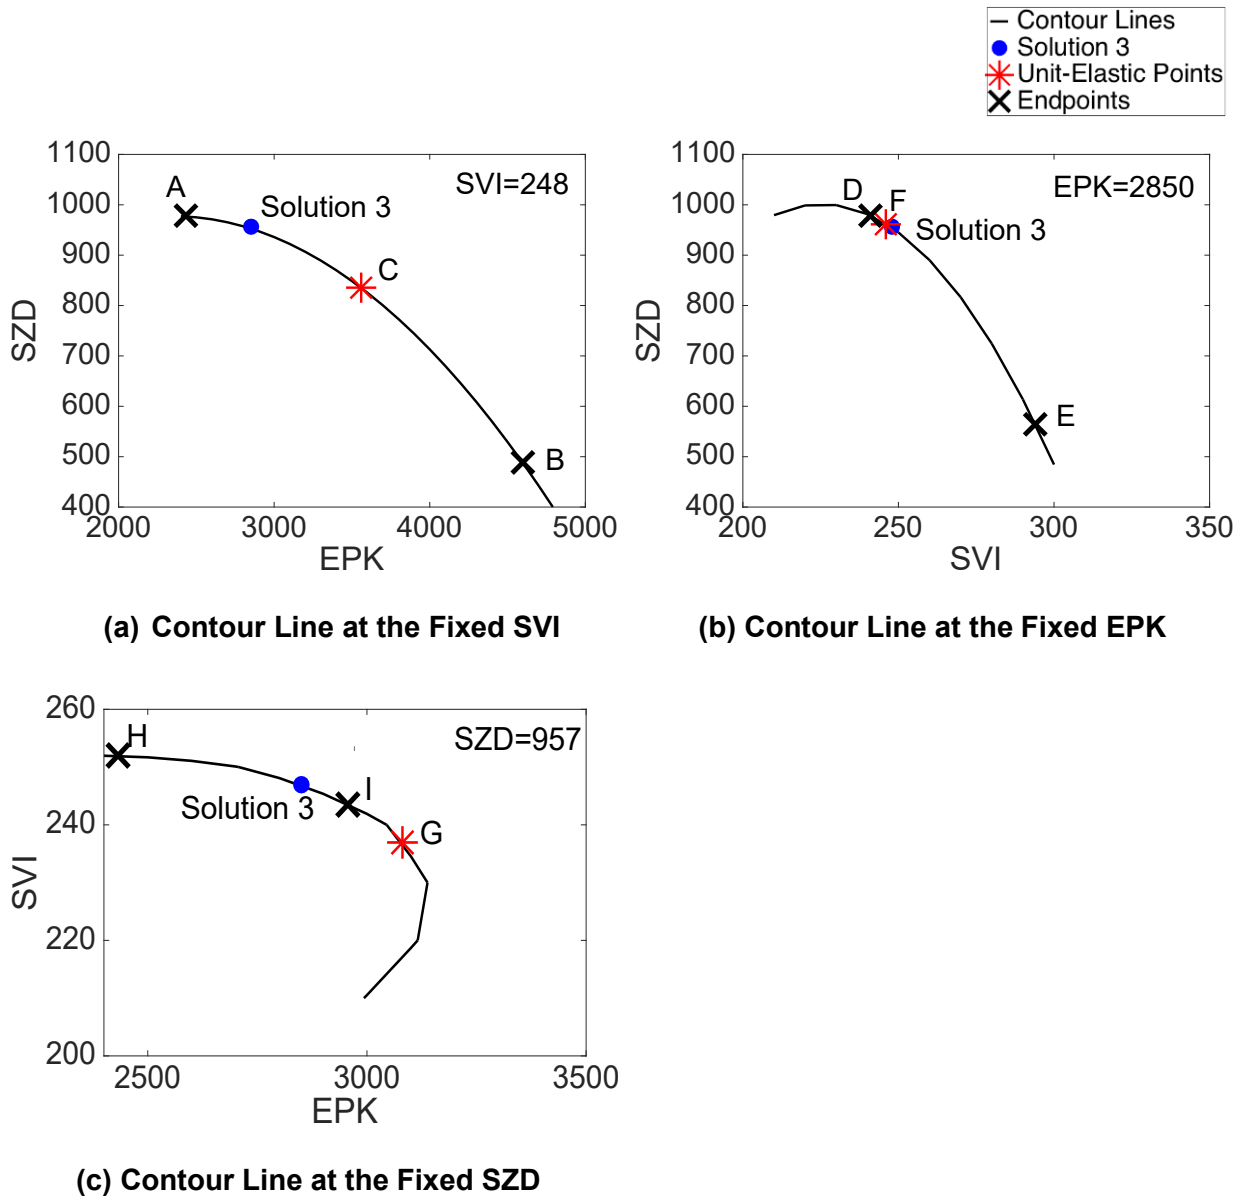 Contour Lines
Solution 3
Unit-Elastic Points
Endpoints
1100
1000
900
800
700
600
500
400
SZD
A
Solution 3
SVI=248
C
B
2000 3000 4000 5000
EPK
(a) Contour Line at the Fixed SVI
1100
1000
900
800
700
600
500
400
SZD
D F
Solution 3
EPK=2850
E
200 250 300 350
SVI
(b) Contour Line at the Fixed EPK
260
240
220
200
SVI
H
SZD=957
I
Solution 3
G
2500 3000 3500
EPK
(c) Contour Line at the Fixed SZD